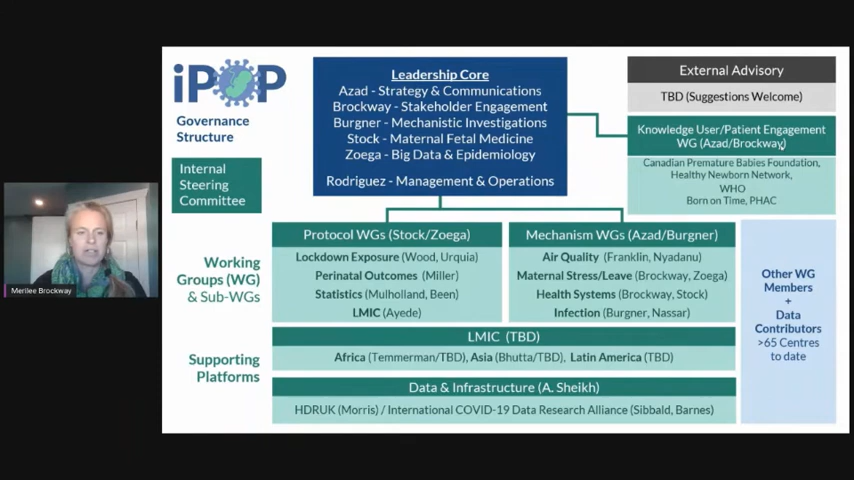 iPOP
Governance
Structure
Internal
Steering
Committee
Leadership Core
Azad - Strategy & Communications
Brockway - Stakeholder Engagement
Burgner - Mechanistic Investigations
Stock - Maternal Fetal Medicine
Zoega - Big Data & Epidemiology
Rodriguez - Management & Operations
External Advisory
TBD (Suggestions Welcome)
Knowledge User/Patient Engagement
WG (Azad/Brockway)
Canadian Premature Babies Foundation,
Healthy Newborn Network,
WHO
Born on Time, PHAC
Merilee Brockway
Working
Groups (WG)
& Sub-WGs
Protocol WGs (Stock/Zoega)
Lockdown Exposure (Wood, Urquia)
Perinatal Outcomes (Miller)
Statistics (Mulholland, Been)
LMIC (Ayede)
Mechanism WGs (Azad/Burgner)
Air Quality (Franklin, Nyadanu)
Maternal Stress/Leave (Brockway, Zoega)
Health Systems (Brockway, Stock)
Infection (Burgner, Nassar)
Other WG
Members
+
Data
Contributors
>65 Centres
to date
Supporting
Platforms
LMIC (TBD)
Africa (Temmerman/TBD), Asia (Bhutta/TBD), Latin America (TBD)
Data & Infrastructure (A. Sheikh)
HDRUK (Morris) / International COVID-19 Data Research Alliance (Sibbald, Barnes)